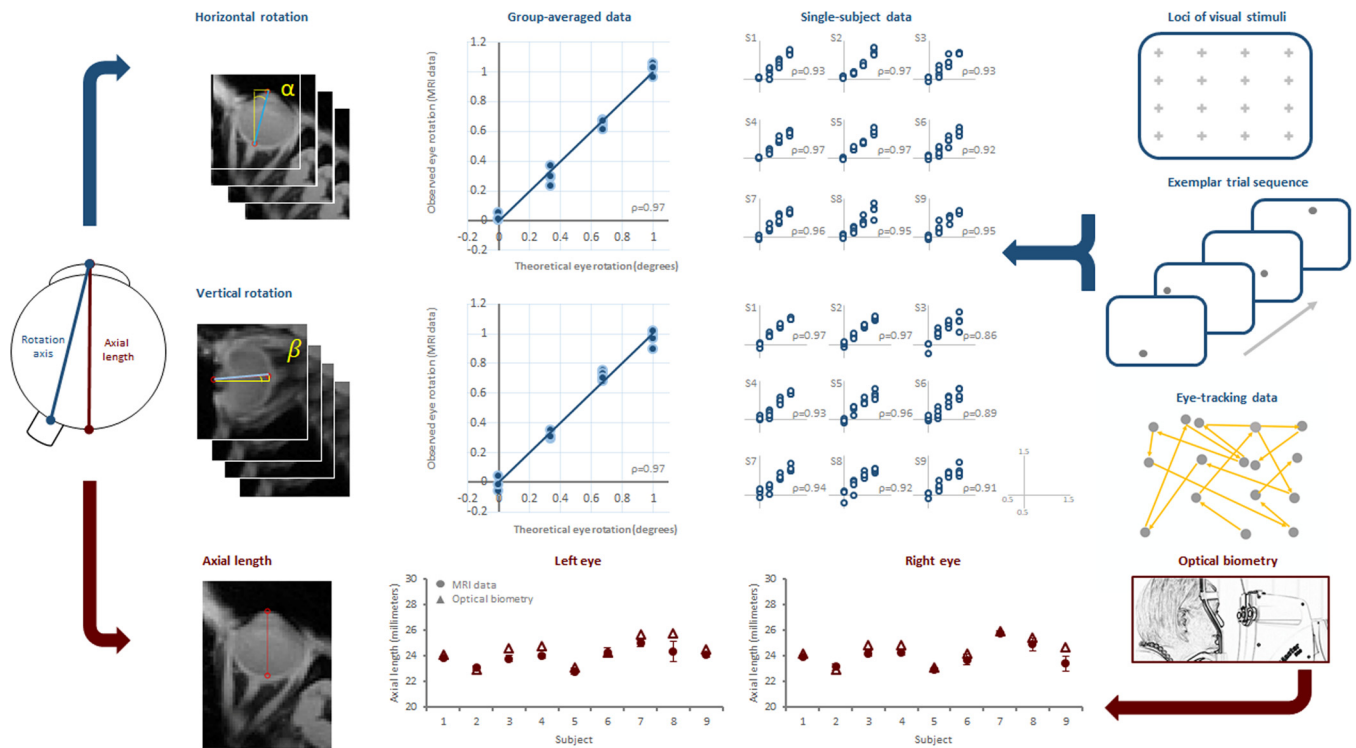 Horizontal rotation
Group-averaged data
Single-subject data
Loci of visual stimuli
α
1.2
1
0.8
0.6
0.4
0.2
0
-0.2
-0.2
0
0.2
0.4
0.6
0.8
1
Observed eye rotation (MRI data)
Theoretical eye rotation (degrees)
ρ=0.97
S1
ρ=0.93
S2
ρ=0.97
S3
ρ=0.93
S4
ρ=0.97
S5
ρ=0.97
S6
ρ=0.92
S7
ρ=0.96
S8
ρ=0.95
S9
ρ=0.95
Exemplar trial sequence
Rotation
axis
Axial
length
Vertical rotation
β
1.2
1
0.8
0.6
0.4
0.2
0
-0.2
-0.2
0
0.2
0.4
0.6
0.8
1
Observed eye rotation (MRI data)
Theoretical eye rotation (degrees)
ρ=0.97
S1
ρ=0.97
S2
ρ=0.97
S3
ρ=0.86
S4
ρ=0.93
S5
ρ=0.96
S6
ρ=0.89
S7
ρ=0.94
S8
ρ=0.92
S9
ρ=0.91
1.5
0.5
1.5
0.5
Eye-tracking data
Axial length
Left eye
30
28
26
24
22
20
Axial length (millimeters)
MRI data
Optical biometry
1 2 3 4 5 6 7 8 9
Subject
Right eye
30
28
26
24
22
20
Axial length (millimeters)
1 2 3 4 5 6 7 8 9
Subject
Optical biometry